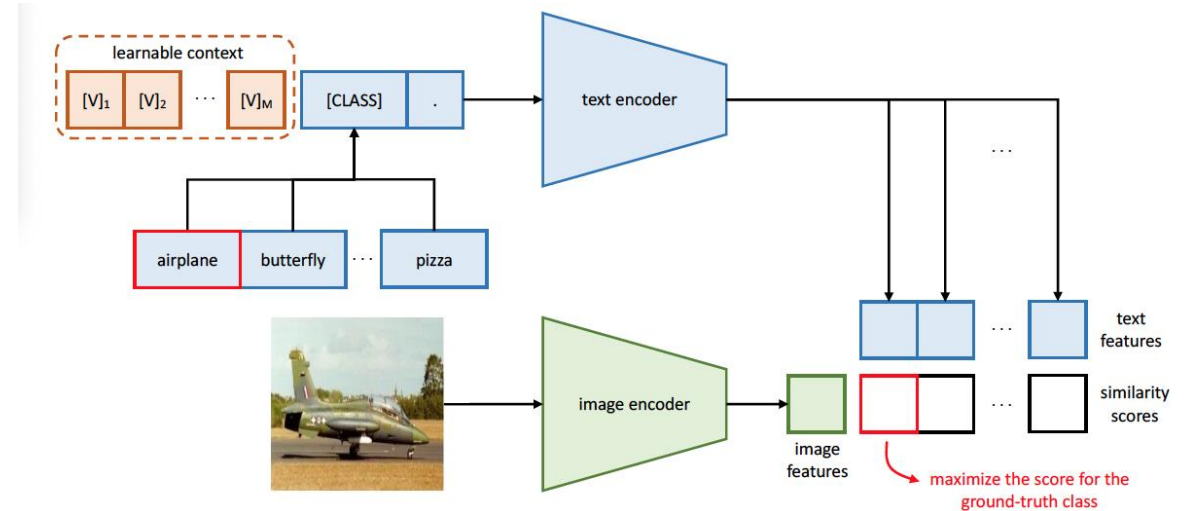 learnable context
[V]₁ [V]₂ ... [V]M [CLASS] .
text encoder
...
airplane butterfly ... pizza
text
features
...
image encoder
similarity
scores
...
image
features
maximize the score for the
ground-truth class